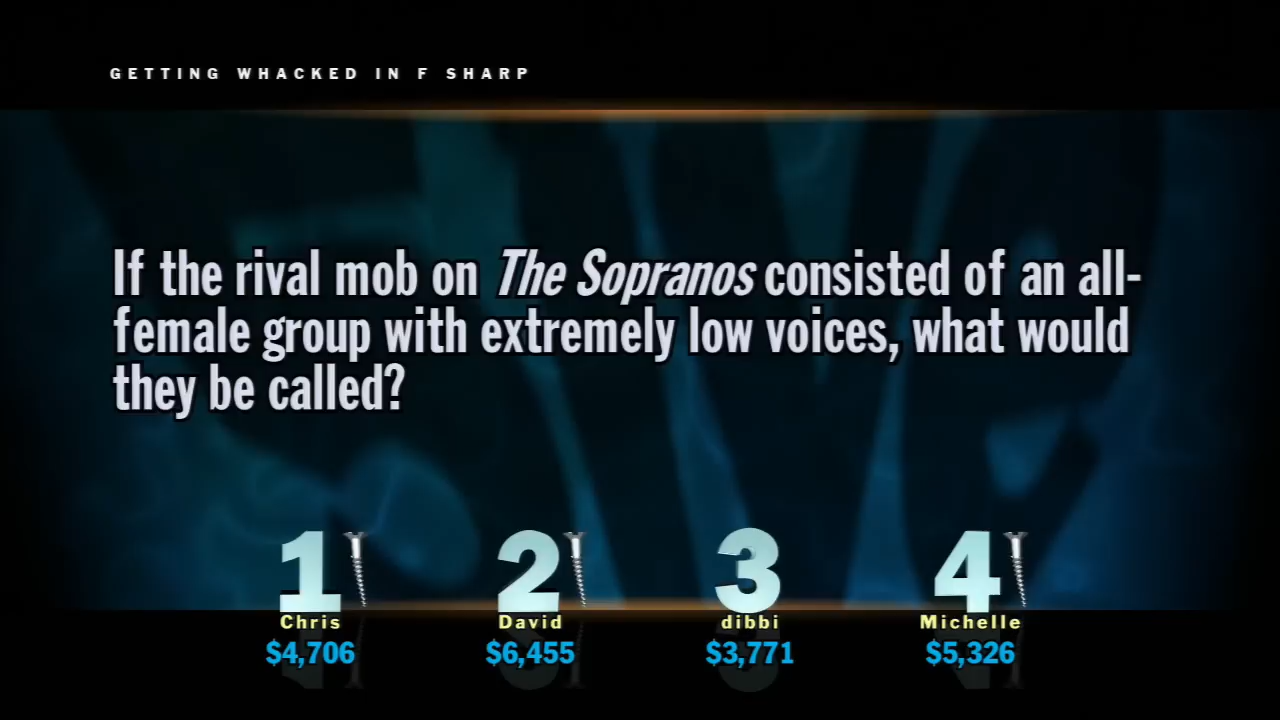 GETTING WHACKED IN F SHARP
If the rival mob on The Sopranos consisted of an all-
female group with extremely low voices, what would
they be called?
1 2 3 4
Chris David dibbi Michelle
$4,706 $6,455 $3,771 $5,326